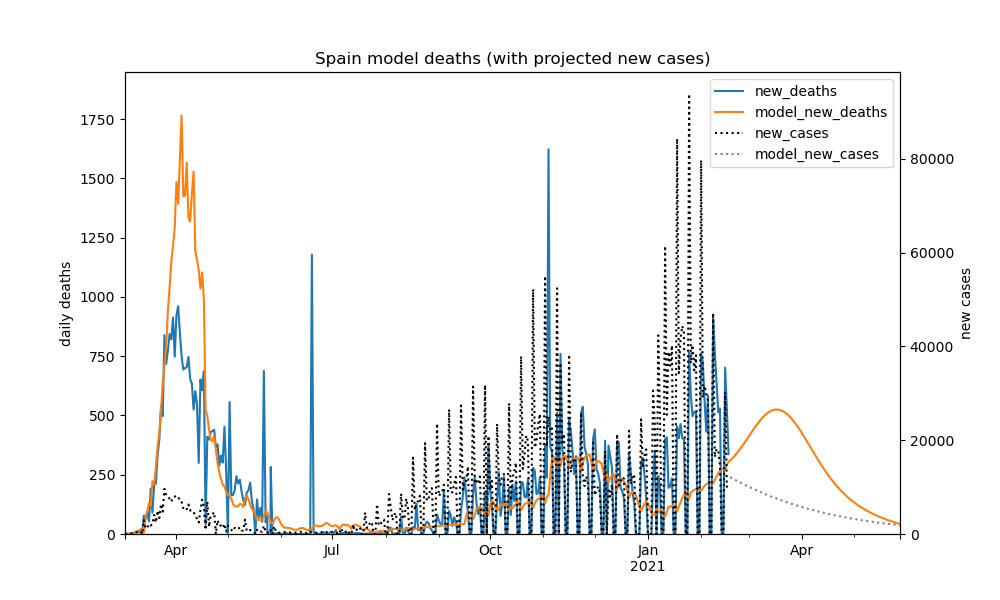 Spain model deaths (with projected new cases)
new_deaths
model_new_deaths
new_cases
model_new_cases
daily deaths
1750
1500
1250
1000
750
500
250
0
new cases
80000
60000
40000
20000
0
Apr
Jul
Oct
Jan
2021
Apr